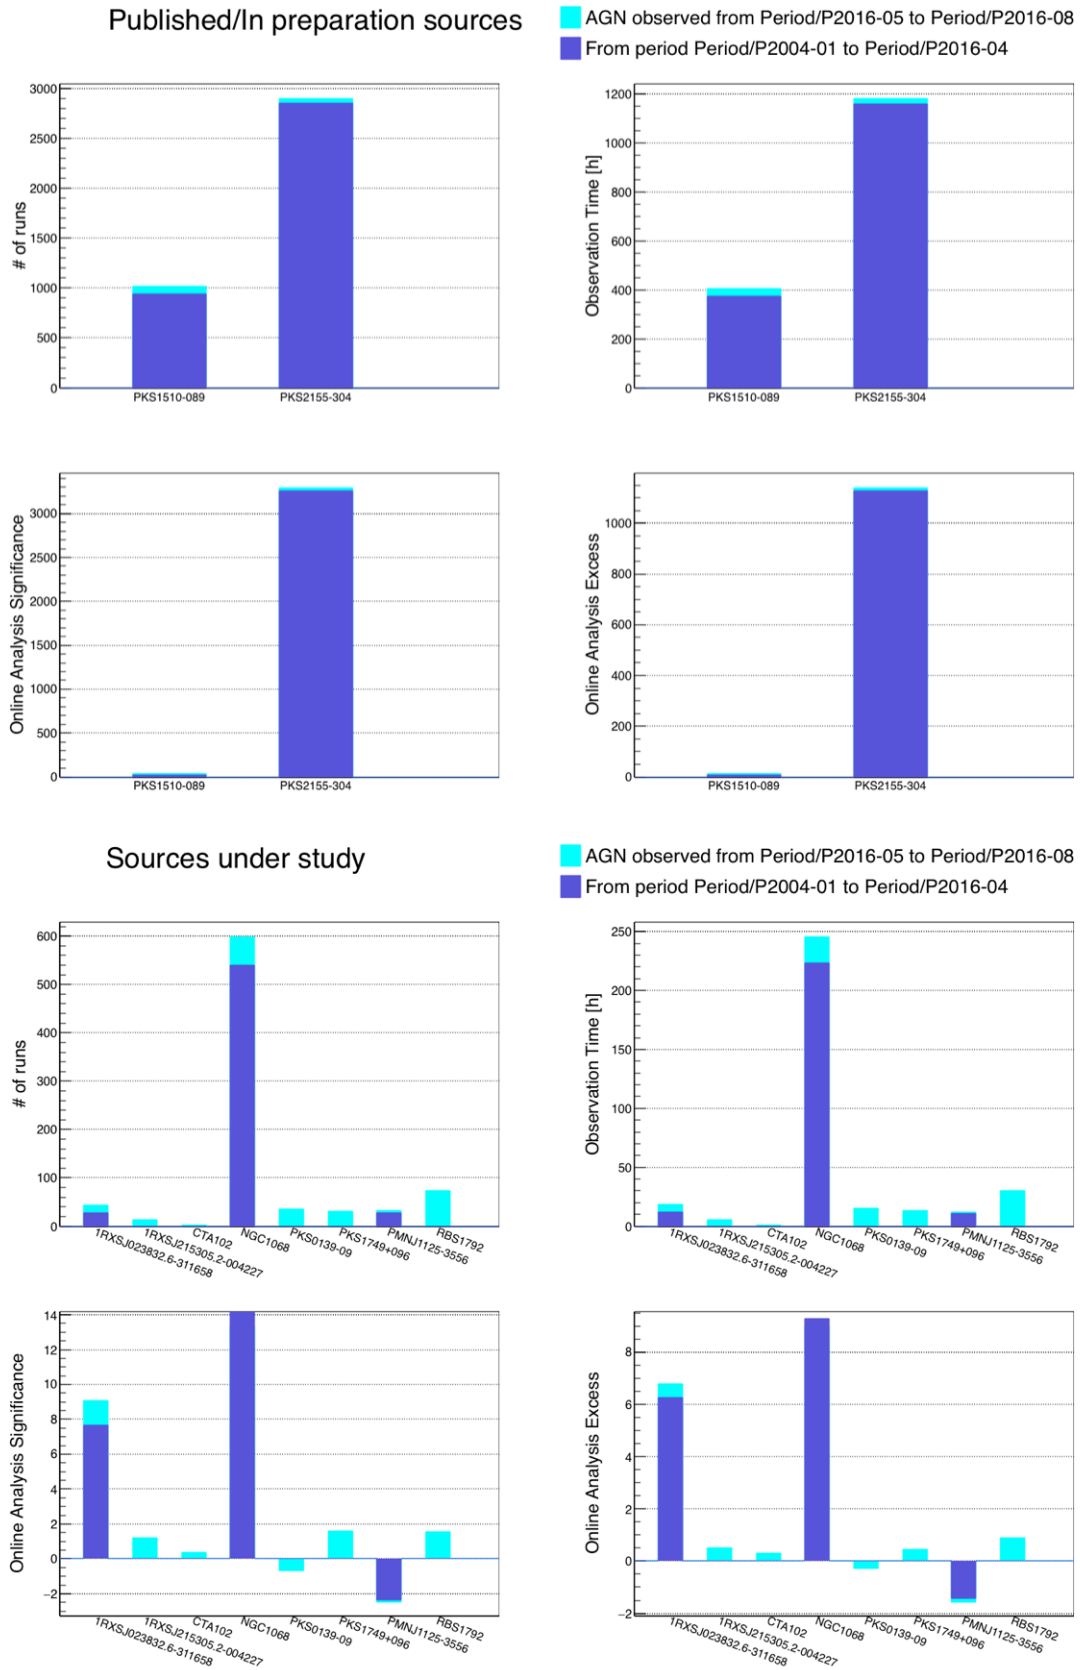 Published/In preparation sources
AGN observed from Period/P2016-05 to Period/P2016-08
From period Period/P2004-01 to Period/P2016-04
# of runs
3000
2500
2000
1500
1000
500
0
PKS1510-089
PKS2155-304
Observation Time [h]
1200
1000
800
600
400
200
0
PKS1510-089
PKS2155-304
Online Analysis Significance
3000
2500
2000
1500
1000
500
0
PKS1510-089
PKS2155-304
Online Analysis Excess
1000
800
600
400
200
0
PKS1510-089
PKS2155-304
Sources under study
AGN observed from Period/P2016-05 to Period/P2016-08
From period Period/P2004-01 to Period/P2016-04
# of runs
600
500
400
300
200
100
0
1RXSJ023832.6-311658
1RXSJ215305.2-004227
CTA102
NGC1068
PKS0139-09
PKS1749+096
PMNJ1125-3556
RBS1792
Observation Time [h]
250
200
150
100
50
0
1RXSJ023832.6-311658
1RXSJ215305.2-004227
CTA102
NGC1068
PKS0139-09
PKS1749+096
PMNJ1125-3556
RBS1792
Online Analysis Significance
14
12
10
8
6
4
2
0
−2
1RXSJ023832.6-311658
1RXSJ215305.2-004227
CTA102
NGC1068
PKS0139-09
PKS1749+096
PMNJ1125-3556
RBS1792
Online Analysis Excess
8
6
4
2
0
−2
1RXSJ023832.6-311658
1RXSJ215305.2-004227
CTA102
NGC1068
PKS0139-09
PKS1749+096
PMNJ1125-3556
RBS1792